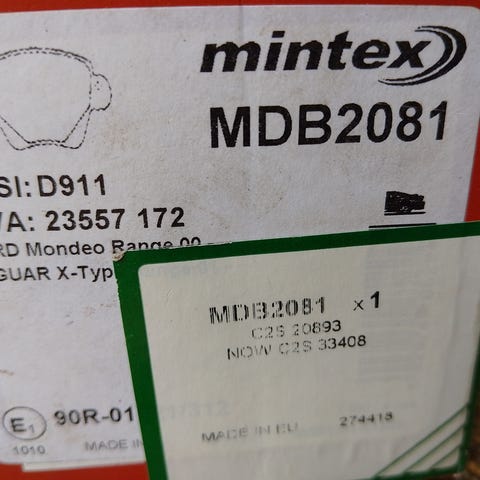 mintex
MDB2081
SI: D911
/A: 23557 172
RD Mondeo Range 00
GUAR X-Typ
MDB2081 x1
C2S 20893
NOW C2S 33408
E1 90R-01
1010 MADE IN
MADE IN EU 274418